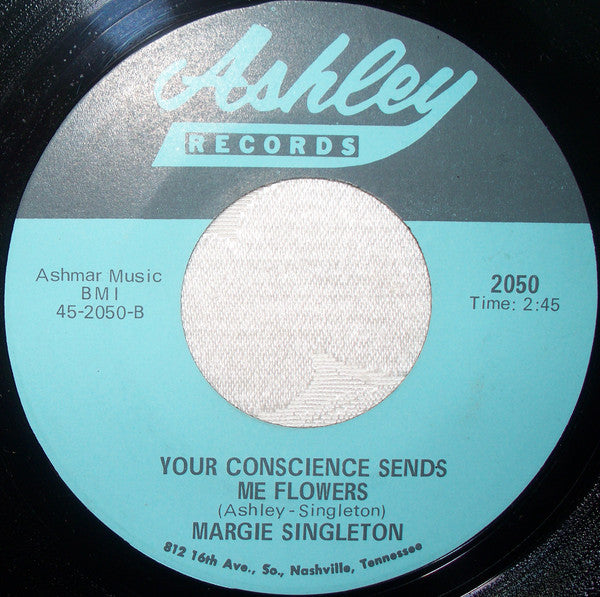 Ashley
RECORDS
Ashmar Music
BMI
45-2050-B
2050
Time: 2:45
YOUR CONSCIENCE SENDS
ME FLOWERS
(Ashley-Singleton)
MARGIE SINGLETON
812 16th Ave., So., Nashville, Tennessee